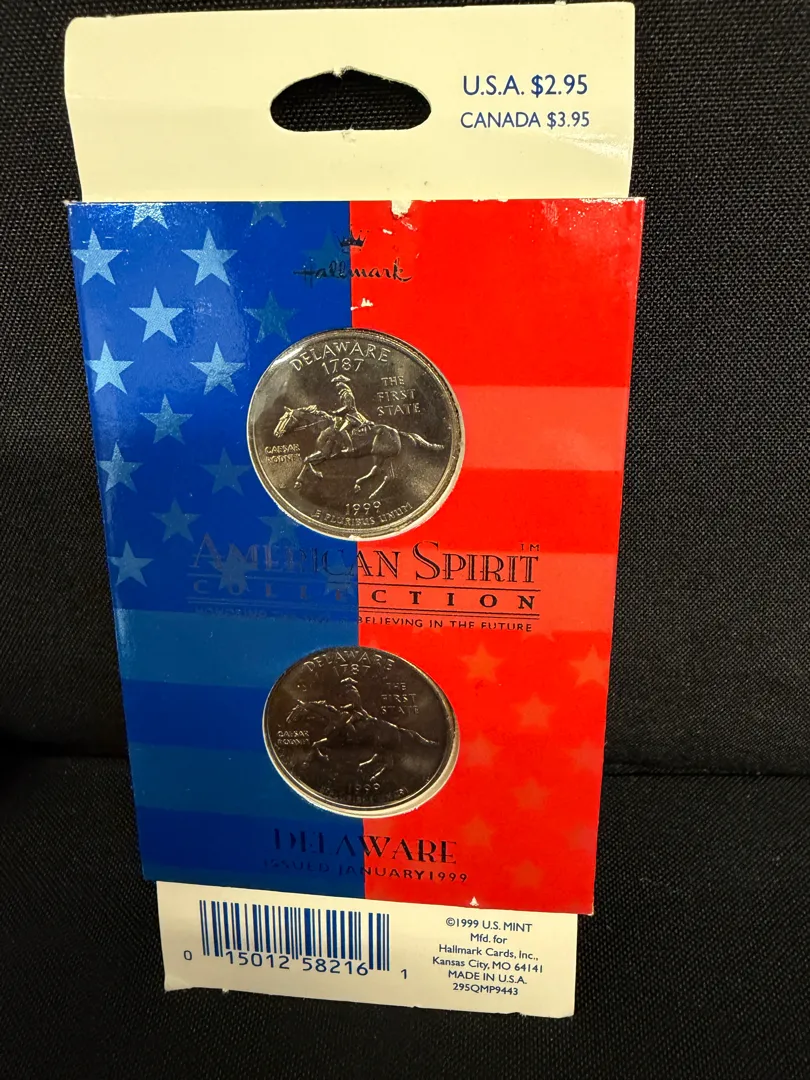 U.S.A. $2.95
CANADA $3.95
Hallmark
DELAWARE
1787
THE
FIRST
STATE
CAESAR
RODNEY
1999
E PLURIBUS UNUM
AMERICAN SPIRIT™
COLLECTION
BELIEVING IN THE FUTURE
DELAWARE
1787
THE
FIRST
STATE
CAESAR
RODNEY
1999
DELAWARE
ISSUED JANUARY 1999
0 15012 58216 1
©1999 U.S. MINT
Mfd. for
Hallmark Cards, Inc.,
Kansas City, MO 64141
MADE IN U.S.A.
295QMP9443